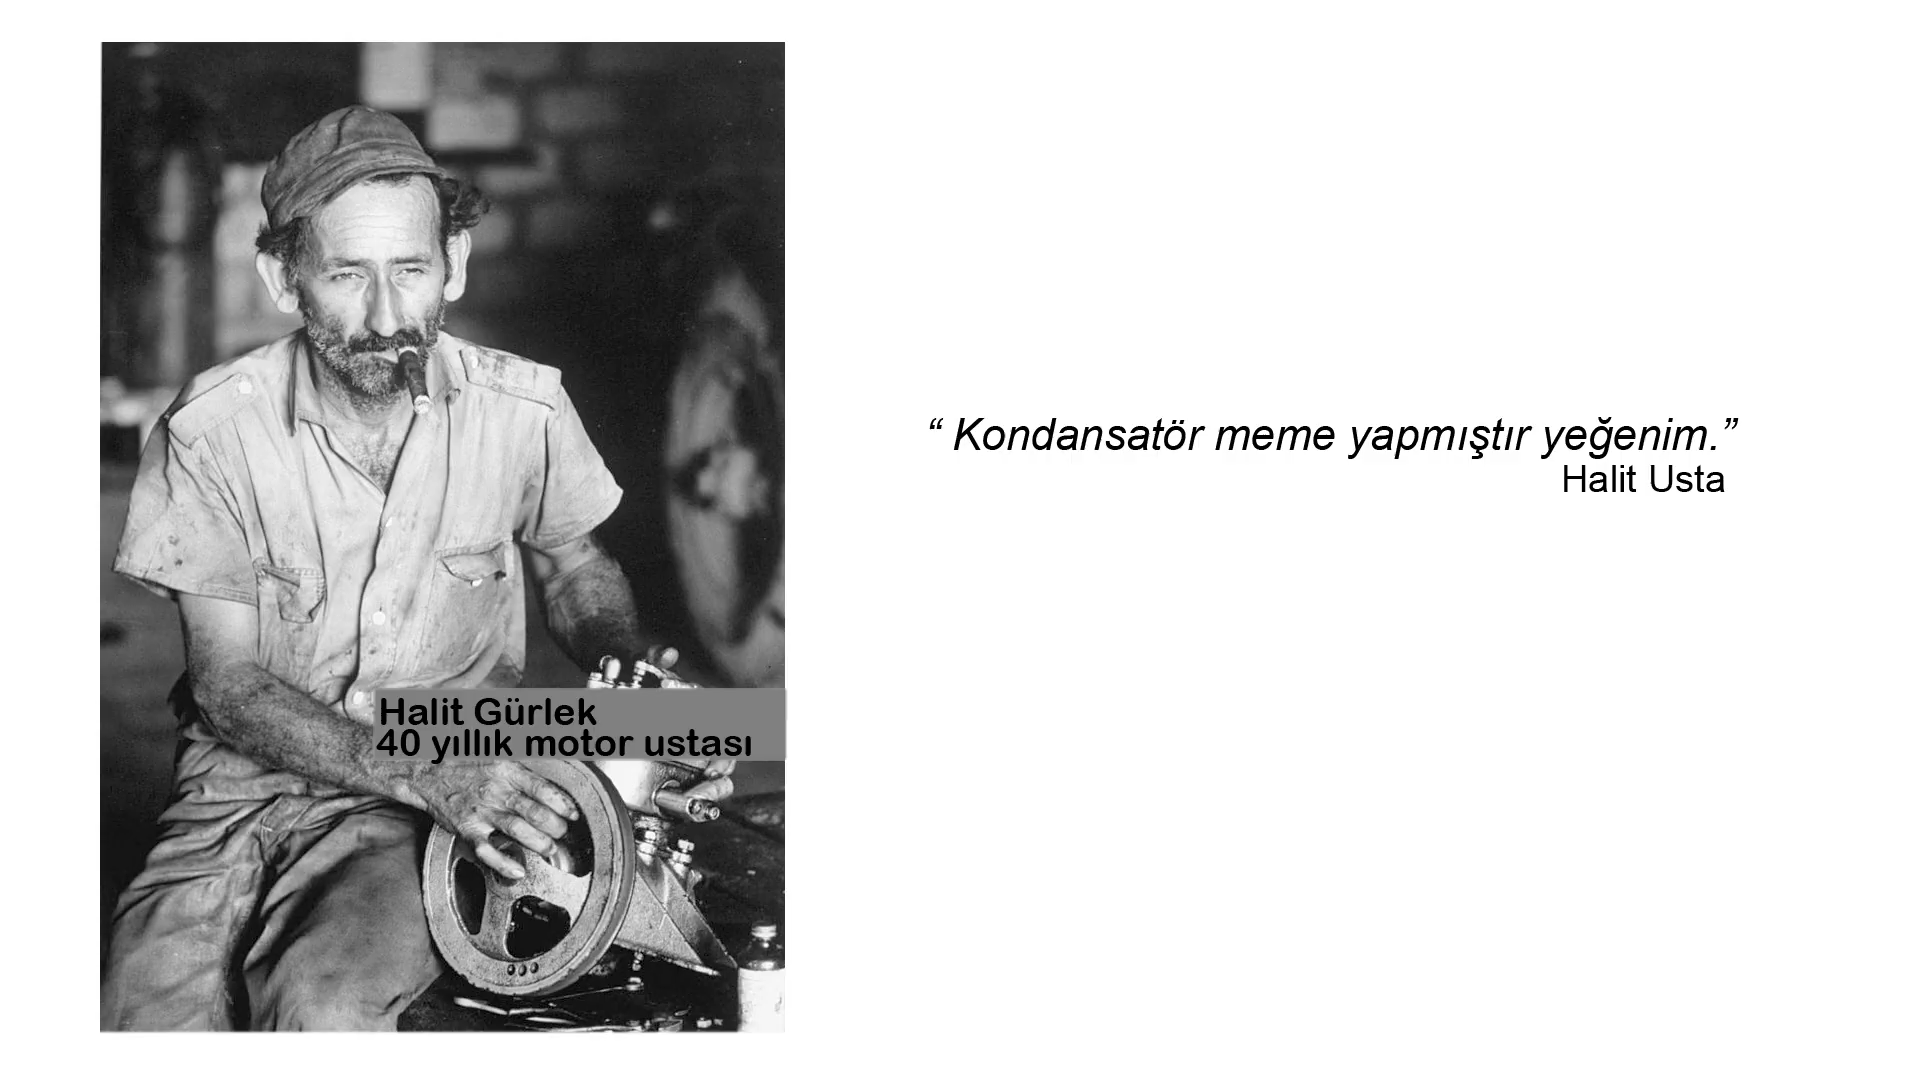 Halit Gürlek
40 yıllık motor ustası
“ Kondansatör meme yapmıştır yeğenim.”
Halit Usta